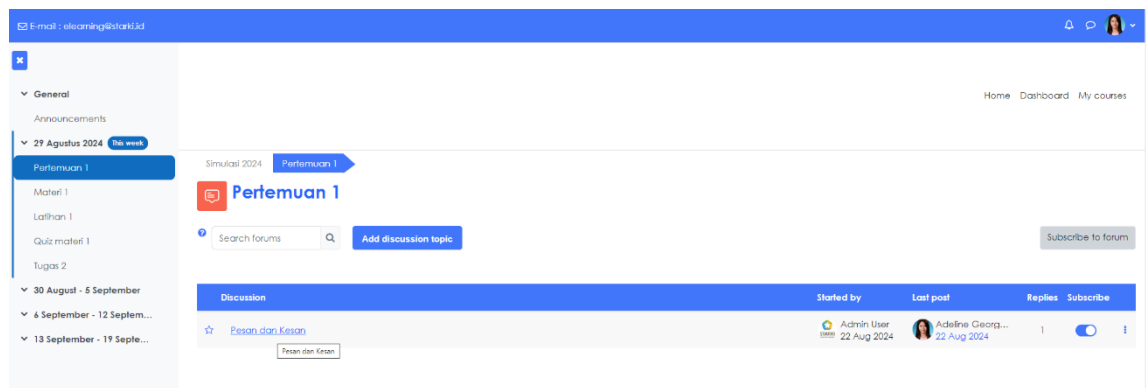 E-mail : elearning@starki.id
General
Announcements
29 Agustus 2024 This week
Pertemuan 1
Materi 1
Latihan 1
Quiz materi 1
Tugas 2
30 August - 5 September
6 September - 12 Septem...
13 September - 19 Septe...
Home Dashboard My courses
Simulasi 2024 Pertemuan 1
Pertemuan 1
Search forums Add discussion topic Subscribe to forum
Discussion Started by Last post Replies Subscribe
Pesan dan Kesan Admin User Adeline Georg... 1
22 Aug 2024 22 Aug 2024
Pesan dan Kesan